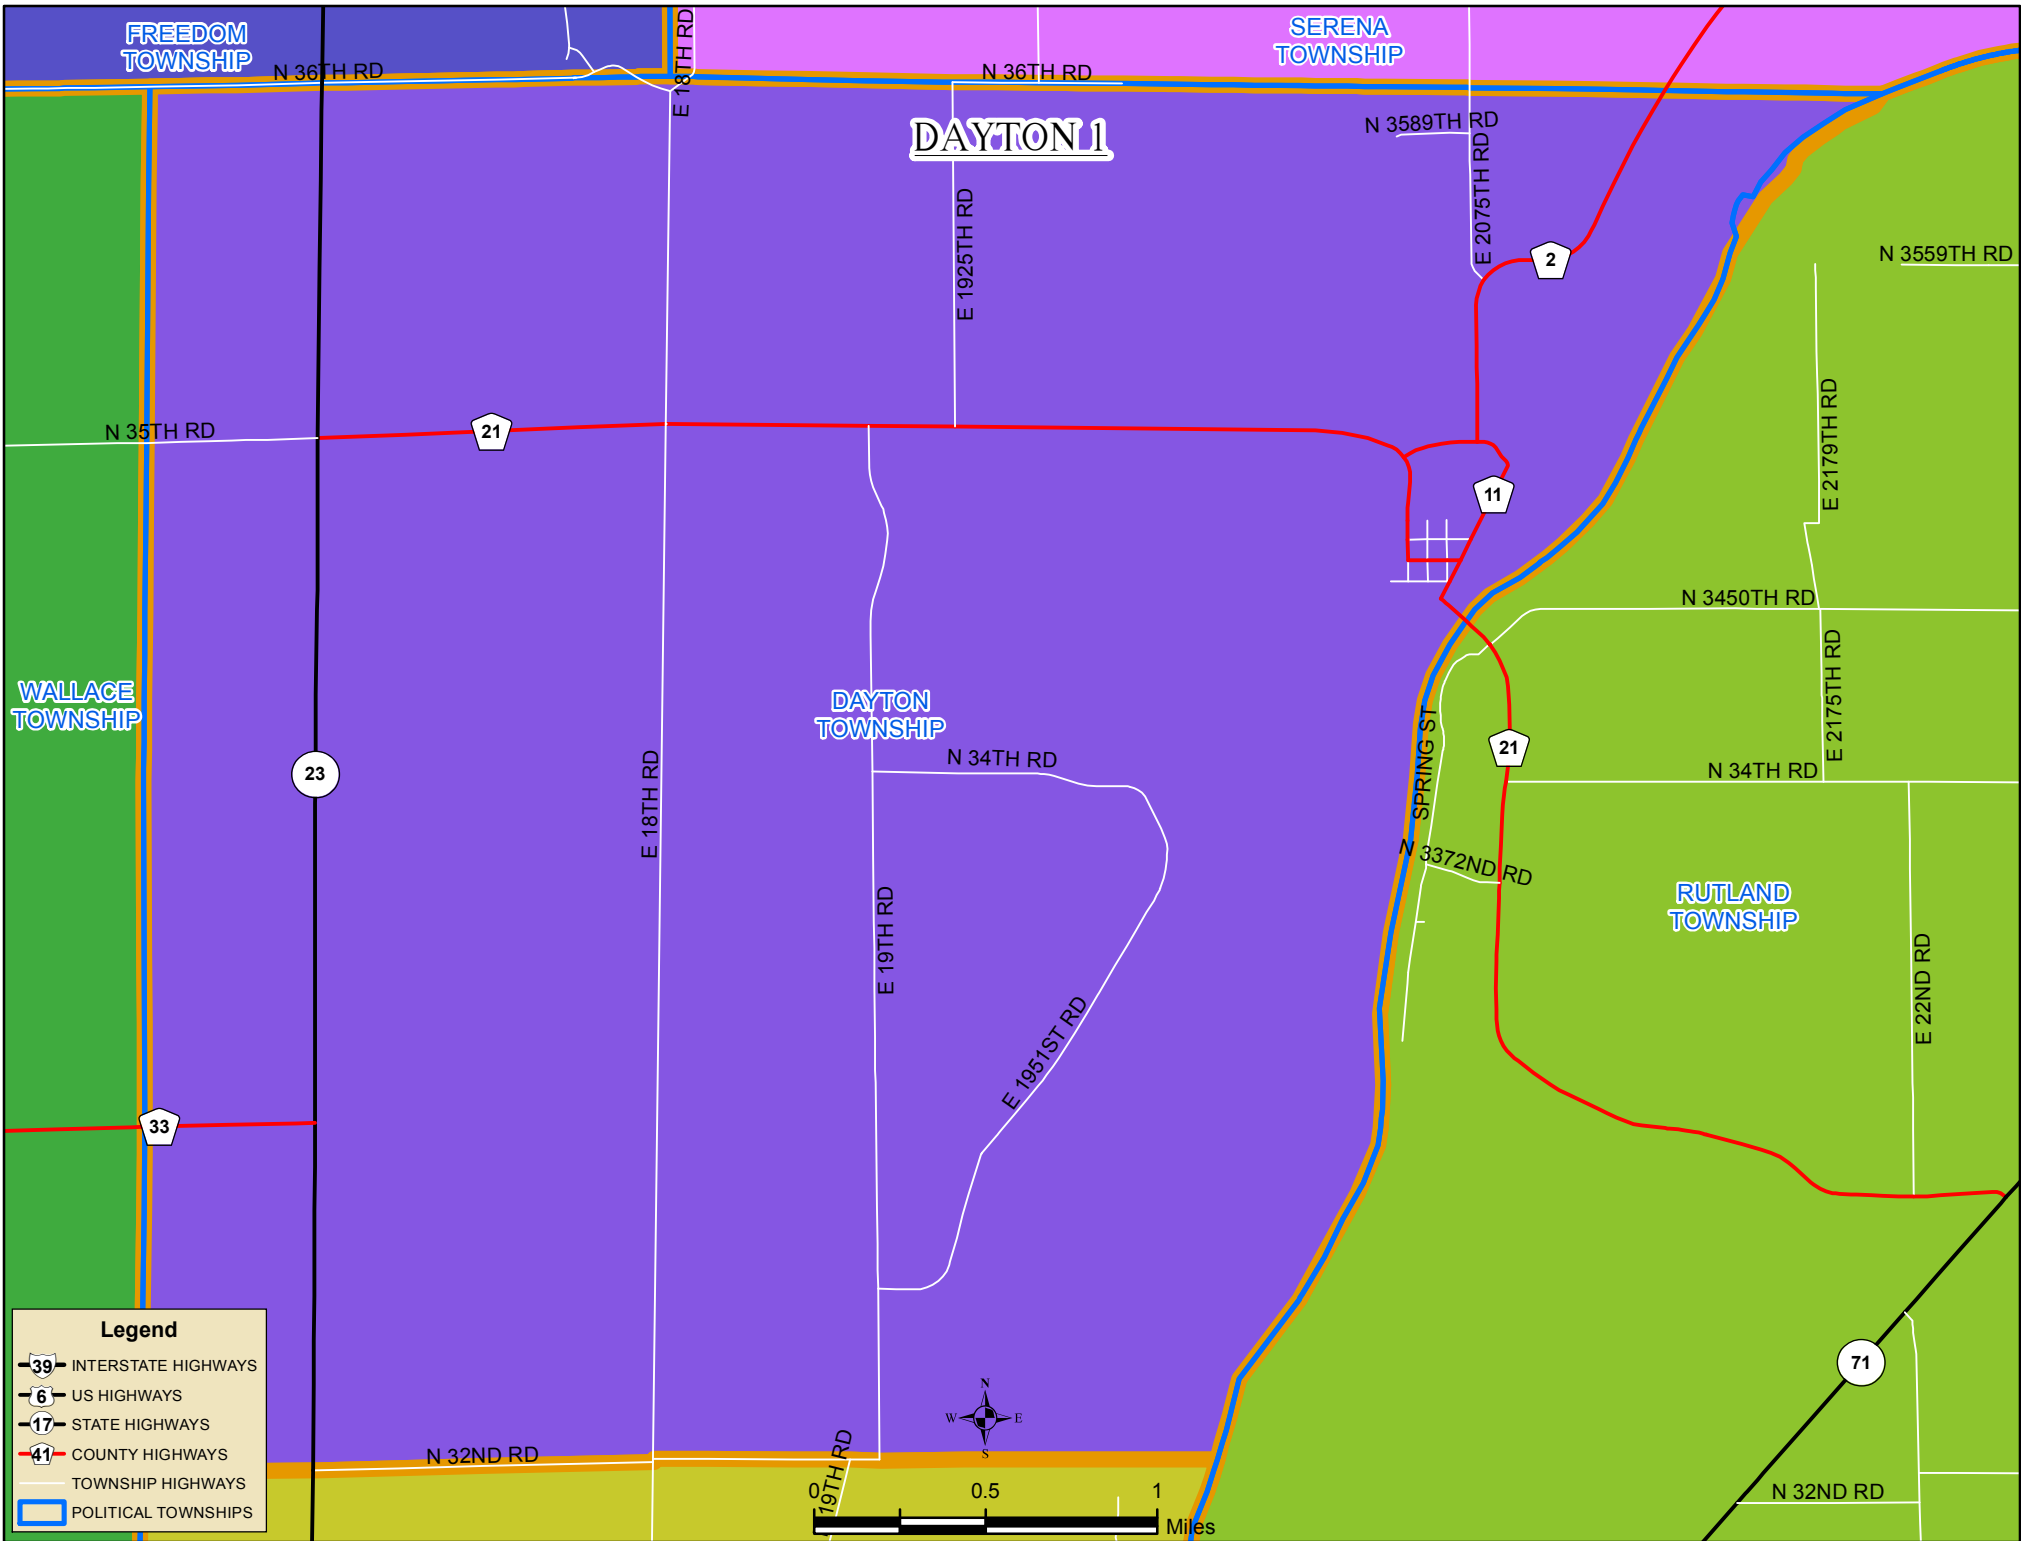 FREEDOM
TOWNSHIP
SERENA
TOWNSHIP
N 36TH RD
E 18TH RD
N 36TH RD
DAYTON 1
N 3589TH RD
E 2075TH RD
E 1925TH RD
2
N 3559TH RD
N 35TH RD
21
E 2179TH RD
11
N 3450TH RD
WALLACE
TOWNSHIP
DAYTON
TOWNSHIP
E 2175TH RD
23
E 18TH RD
N 34TH RD
SPRING ST
21
N 34TH RD
N 3372ND RD
RUTLAND
TOWNSHIP
E 19TH RD
E 22ND RD
E 1951ST RD
33
Legend
39 INTERSTATE HIGHWAYS
6 US HIGHWAYS
17 STATE HIGHWAYS
41 COUNTY HIGHWAYS
TOWNSHIP HIGHWAYS
POLITICAL TOWNSHIPS
71
N
W E
S
N 32ND RD
19TH RD
0 0.5 1
Miles
N 32ND RD